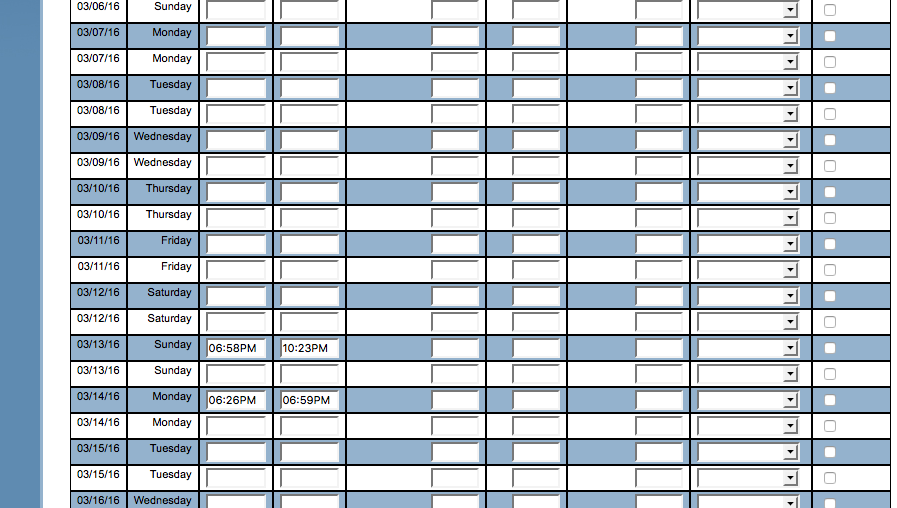 03/06/16 Sunday
03/07/16 Monday
03/07/16 Monday
03/08/16 Tuesday
03/08/16 Tuesday
03/09/16 Wednesday
03/09/16 Wednesday
03/10/16 Thursday
03/10/16 Thursday
03/11/16 Friday
03/11/16 Friday
03/12/16 Saturday
03/12/16 Saturday
03/13/16 Sunday 06:58PM 10:23PM
03/13/16 Sunday
03/14/16 Monday 06:26PM 06:59PM
03/14/16 Monday
03/15/16 Tuesday
03/15/16 Tuesday
03/16/16 Wednesday